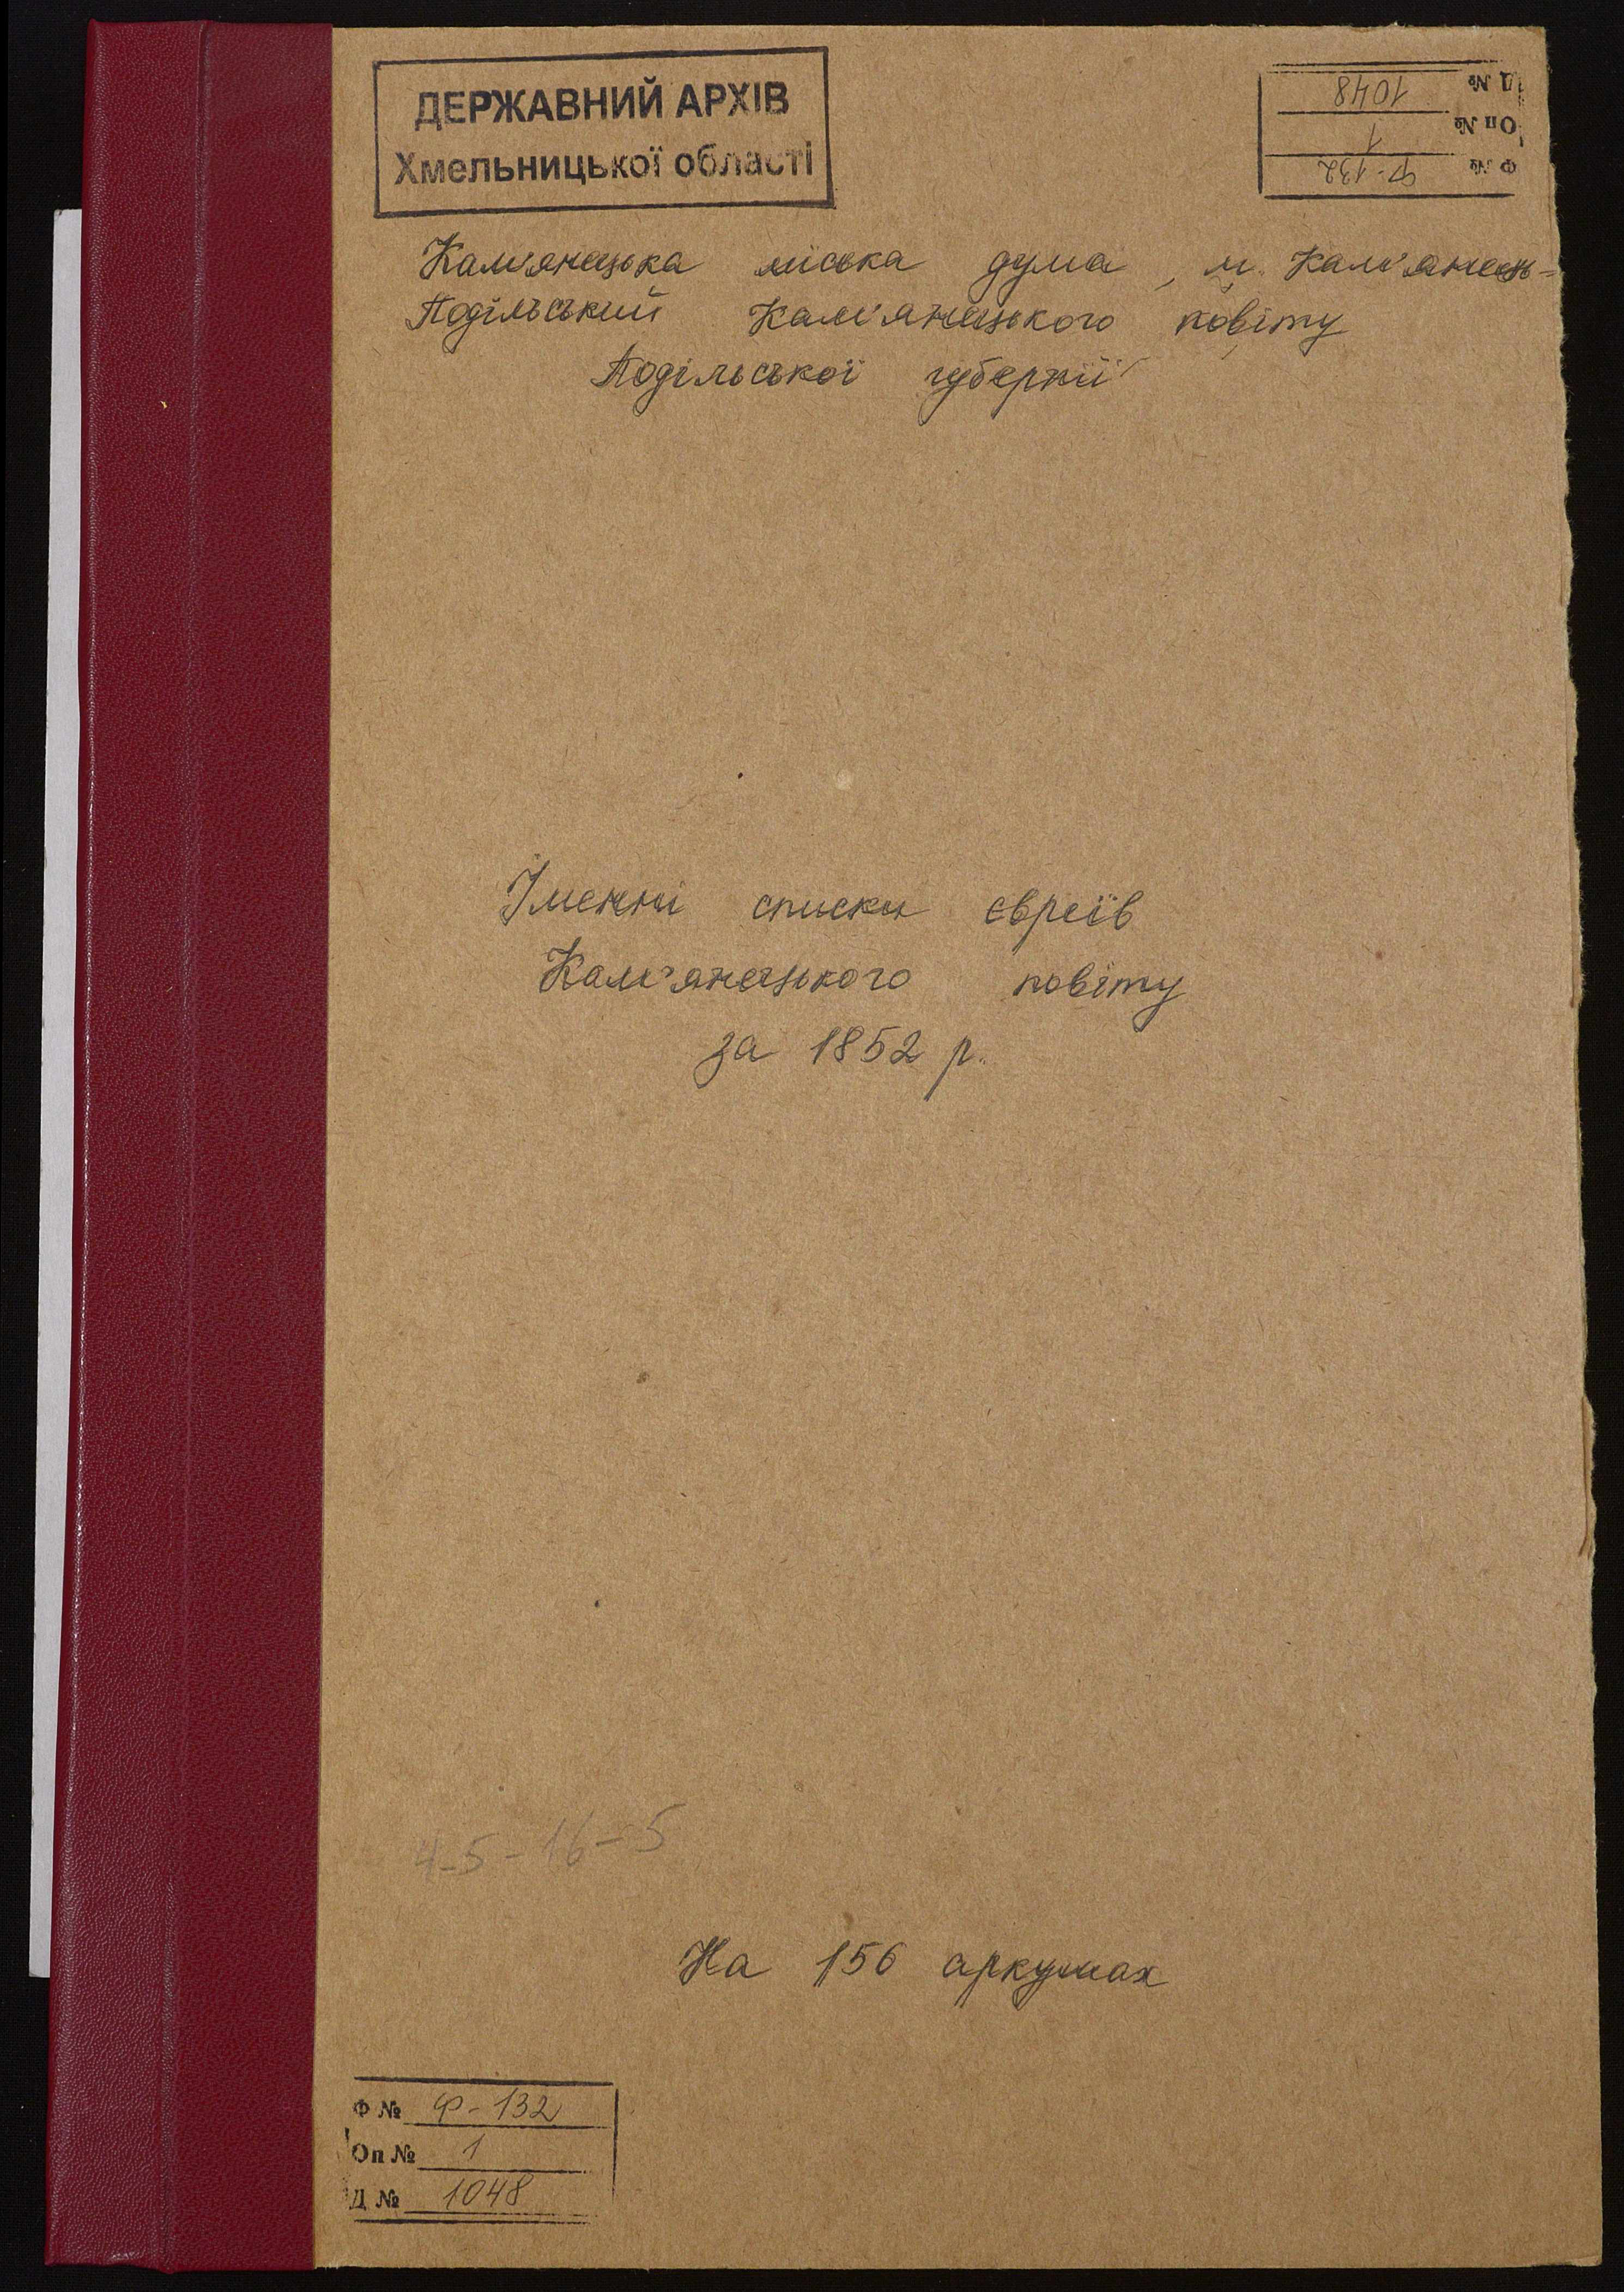 ДЕРЖАВНИЙ АРХІВ
Хмельницької області
Д № 1048
Оп № 1
Ф № Ф-132
Кам'янецька міська дума, м. Кам'янець-
Подільський Кам'янецького повіту
Подільської губернії
Іменні списки євреїв
Кам'янецького повіту
за 1852 р.
4-5-16-5
На 156 аркушах
Ф № Ф-132
Оп № 1
Д № 1048